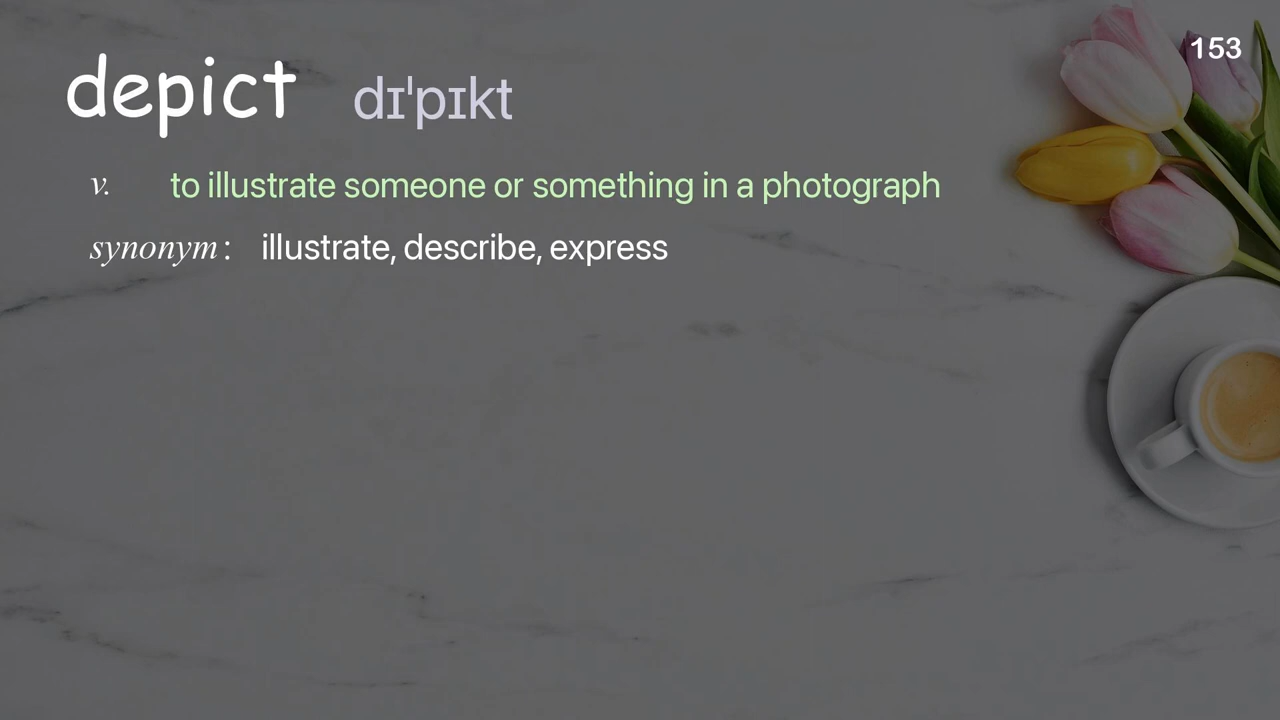 153
depict dɪˈpɪkt
v. to illustrate someone or something in a photograph
synonym : illustrate, describe, express